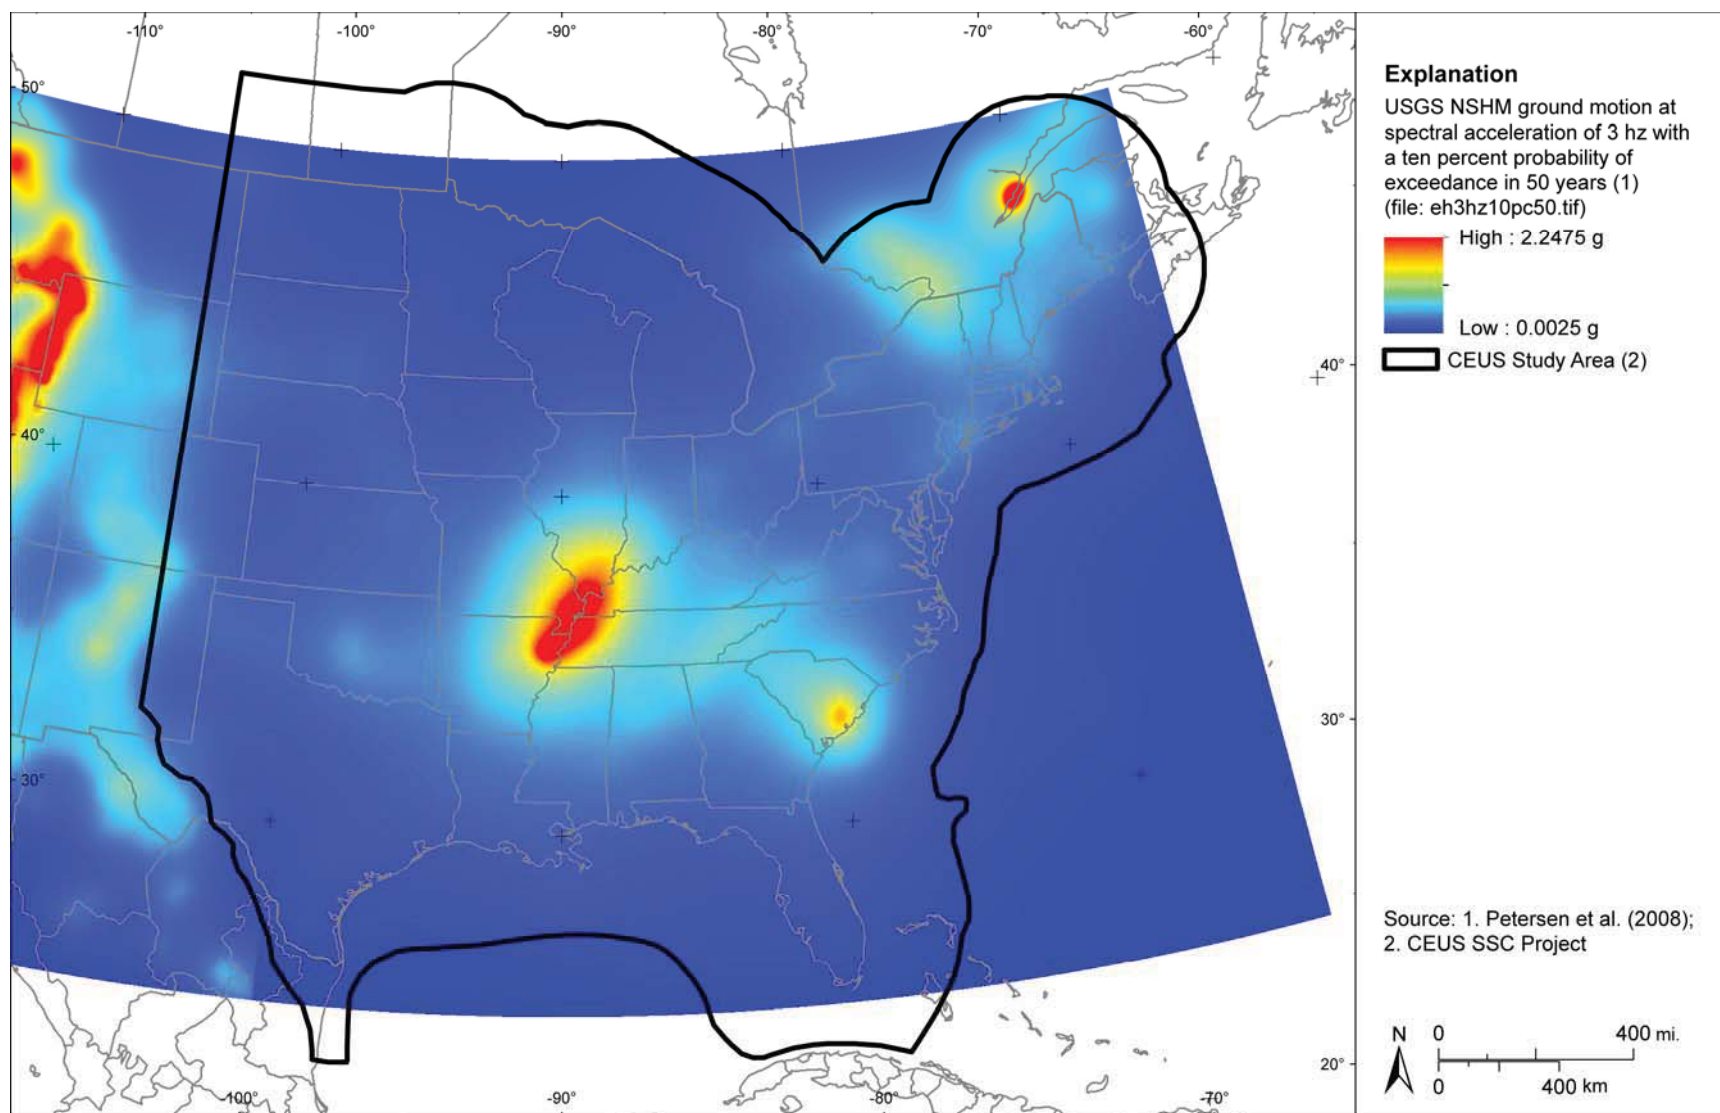 -110° -100° -90° -80° -70° -60°
50°
40°
40°
30°
30°
20°
-100° -90° -80° -70°
Explanation
USGS NSHM ground motion at
spectral acceleration of 3 hz with
a ten percent probability of
exceedance in 50 years (1)
(file: eh3hz10pc50.tif)
High : 2.2475 g
Low : 0.0025 g
CEUS Study Area (2)
Source: 1. Petersen et al. (2008);
2. CEUS SSC Project
N 0 400 mi.
0 400 km